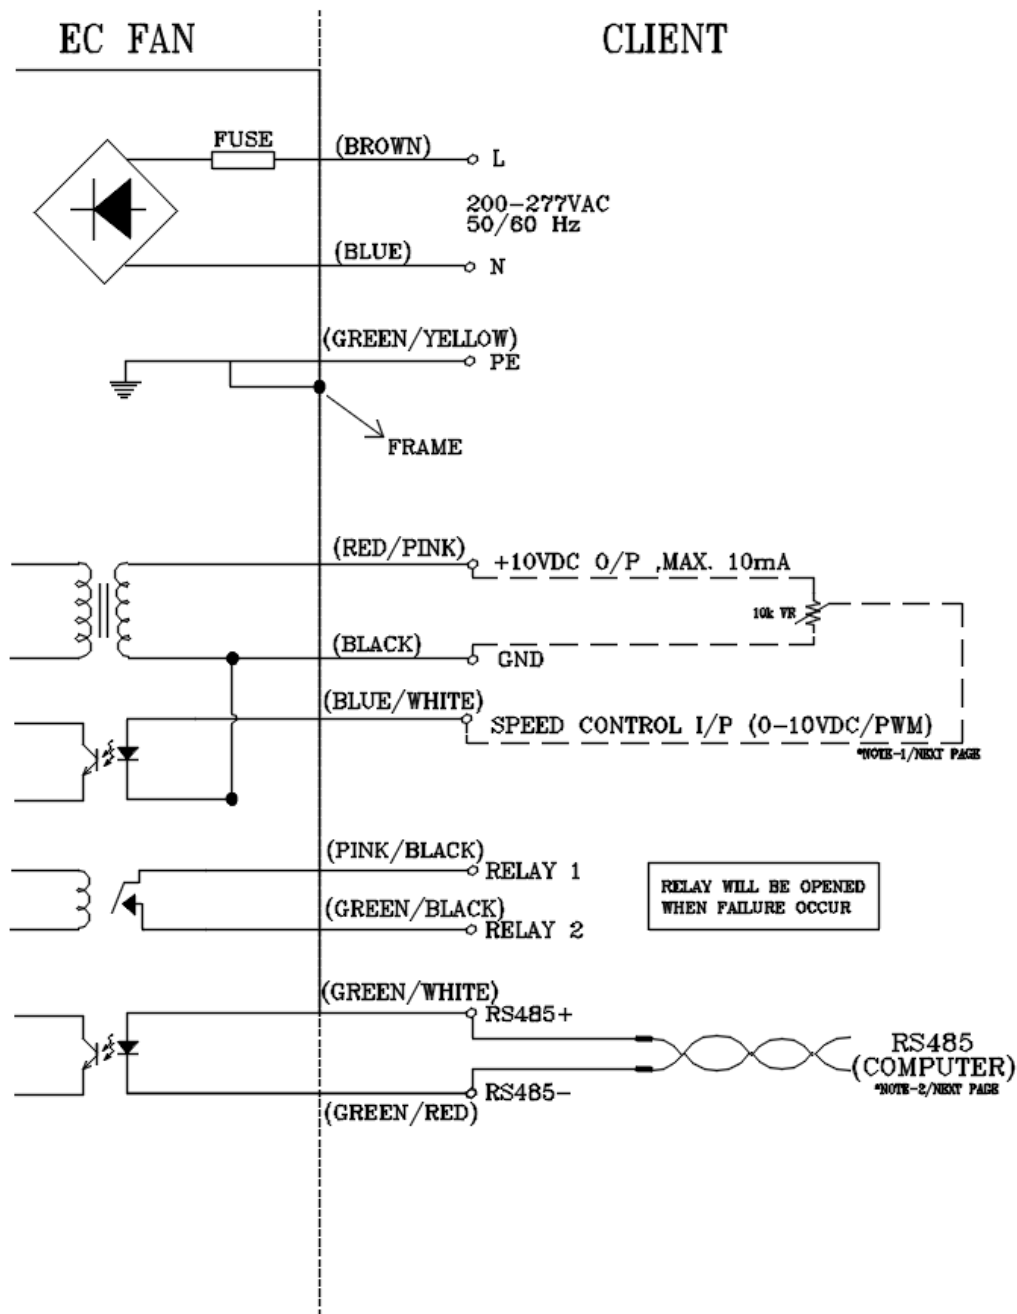 EC FAN
CLIENT
FUSE
(BROWN)
L
200-277VAC
50/60 Hz
(BLUE)
N
(GREEN/YELLOW)
PE
FRAME
(RED/PINK)
+10VDC O/P ,MAX. 10mA
10k VR
(BLACK)
GND
(BLUE/WHITE)
SPEED CONTROL I/P (0-10VDC/PWM)
*NOTE-1/NEXT PAGE
(PINK/BLACK)
RELAY 1
RELAY WILL BE OPENED
WHEN FAILURE OCCUR
(GREEN/BLACK)
RELAY 2
(GREEN/WHITE)
RS485+
RS485
(COMPUTER)
*NOTE-2/NEXT PAGE
RS485-
(GREEN/RED)